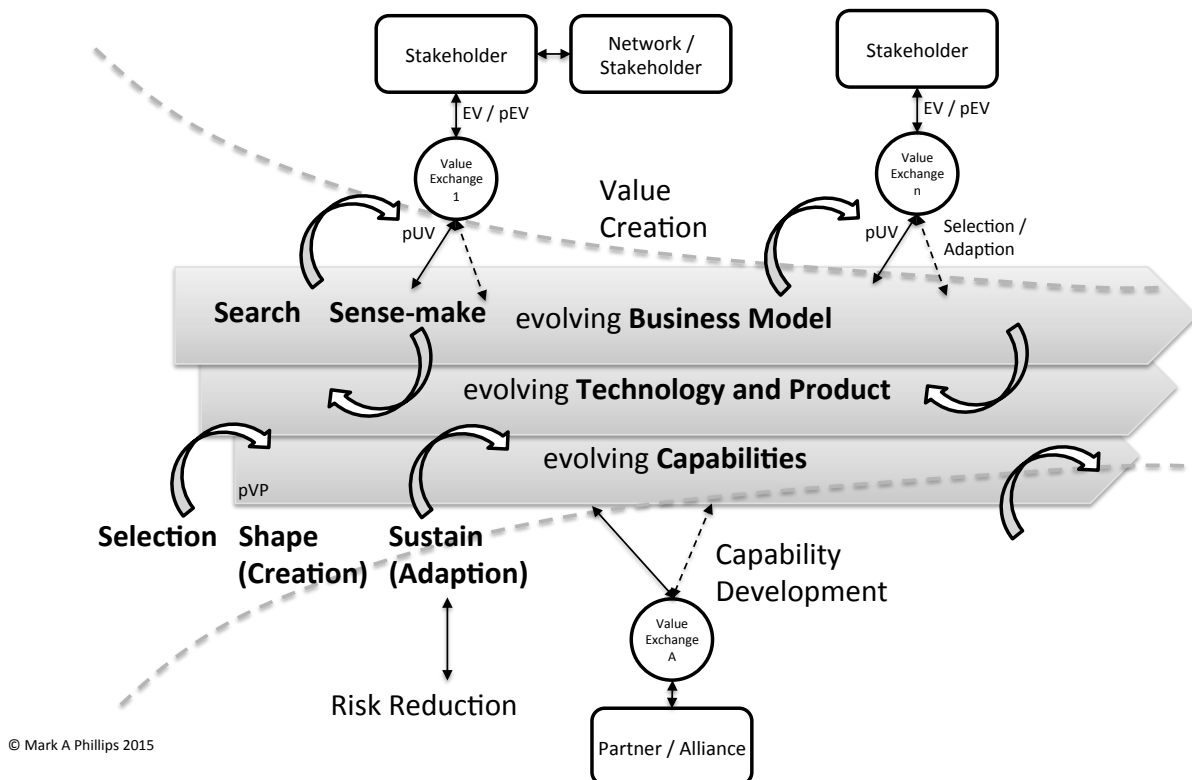 Stakeholder
Network /
Stakeholder
Stakeholder
EV / pEV
EV / pEV
Value
Exchange
1
Value
Exchange
n
Value
Creation
pUV
pUV
Selection /
Adaption
Search Sense-make evolving Business Model
evolving Technology and Product
evolving Capabilities
pVP
Selection
Shape
(Creation)
Sustain
(Adaption)
Capability
Development
Value
Exchange
A
Risk Reduction
Partner / Alliance
© Mark A Phillips 2015